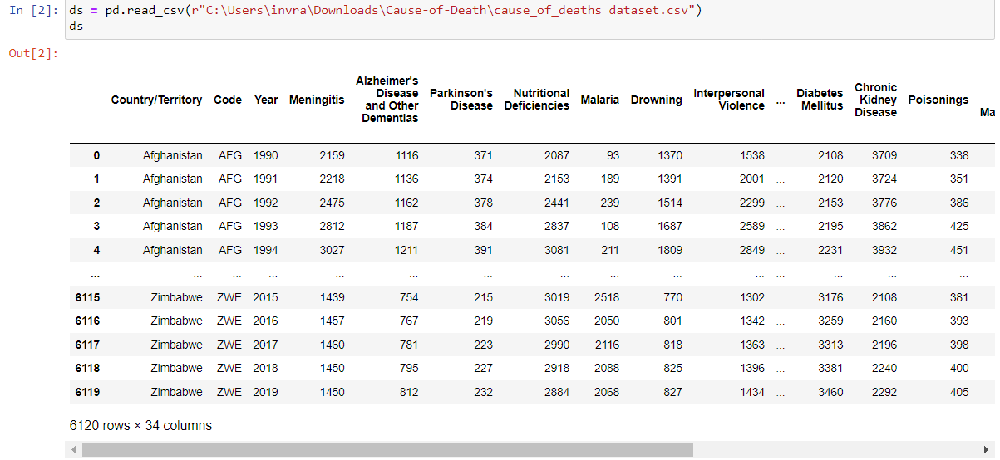 In [2]: ds = pd.read_csv(r"C:\Users\invra\Downloads\Cause-of-Death\cause_of_deaths dataset.csv")
ds
Out[2]:
Country/Territory Code Year Meningitis Alzheimer's Disease and Other Dementias Parkinson's Disease Nutritional Deficiencies Malaria Drowning Interpersonal Violence ... Diabetes Mellitus Chronic Kidney Disease Poisonings Ma
0 Afghanistan AFG 1990 2159 1116 371 2087 93 1370 1538 ... 2108 3709 338
1 Afghanistan AFG 1991 2218 1136 374 2153 189 1391 2001 ... 2120 3724 351
2 Afghanistan AFG 1992 2475 1162 378 2441 239 1514 2299 ... 2153 3776 386
3 Afghanistan AFG 1993 2812 1187 384 2837 108 1687 2589 ... 2195 3862 425
4 Afghanistan AFG 1994 3027 1211 391 3081 211 1809 2849 ... 2231 3932 451
... ... ... ... ... ... ... ... ... ... ... ... ... ... ...
6115 Zimbabwe ZWE 2015 1439 754 215 3019 2518 770 1302 ... 3176 2108 381
6116 Zimbabwe ZWE 2016 1457 767 219 3056 2050 801 1342 ... 3259 2160 393
6117 Zimbabwe ZWE 2017 1460 781 223 2990 2116 818 1363 ... 3313 2196 398
6118 Zimbabwe ZWE 2018 1450 795 227 2918 2088 825 1396 ... 3381 2240 400
6119 Zimbabwe ZWE 2019 1450 812 232 2884 2068 827 1434 ... 3460 2292 405
6120 rows × 34 columns